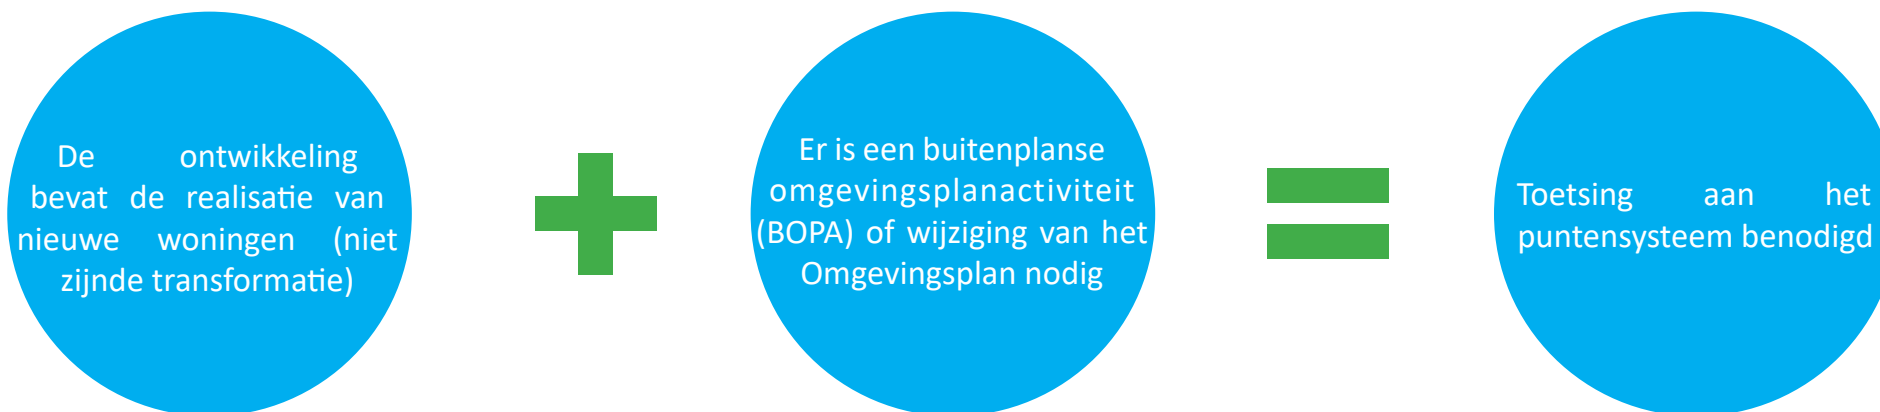 De ontwikkeling
bevat de realisatie van
nieuwe woningen (niet
zijnde transformatie)
Er is een buitenplanse
omgevingsplanactiviteit
(BOPA) of wijziging van het
Omgevingsplan nodig
Toetsing aan het
puntensysteem benodigd